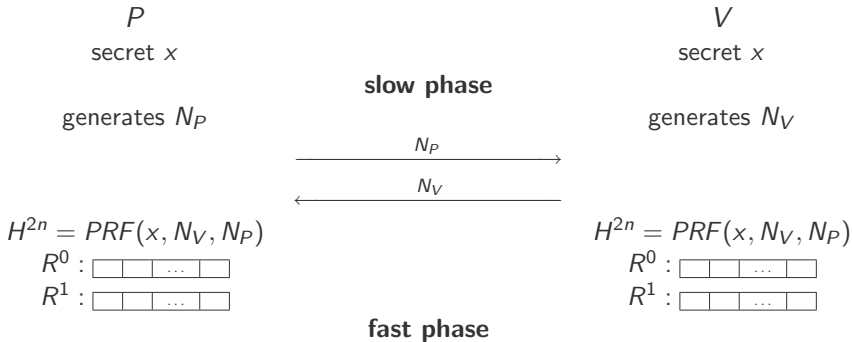 P V
secret x secret x
slow phase
generates N_P generates N_V
N_P
N_V
H^{2n} = PRF(x, N_V, N_P) H^{2n} = PRF(x, N_V, N_P)
R^0 : ... R^0 : ...
R^1 : ... R^1 : ...
fast phase